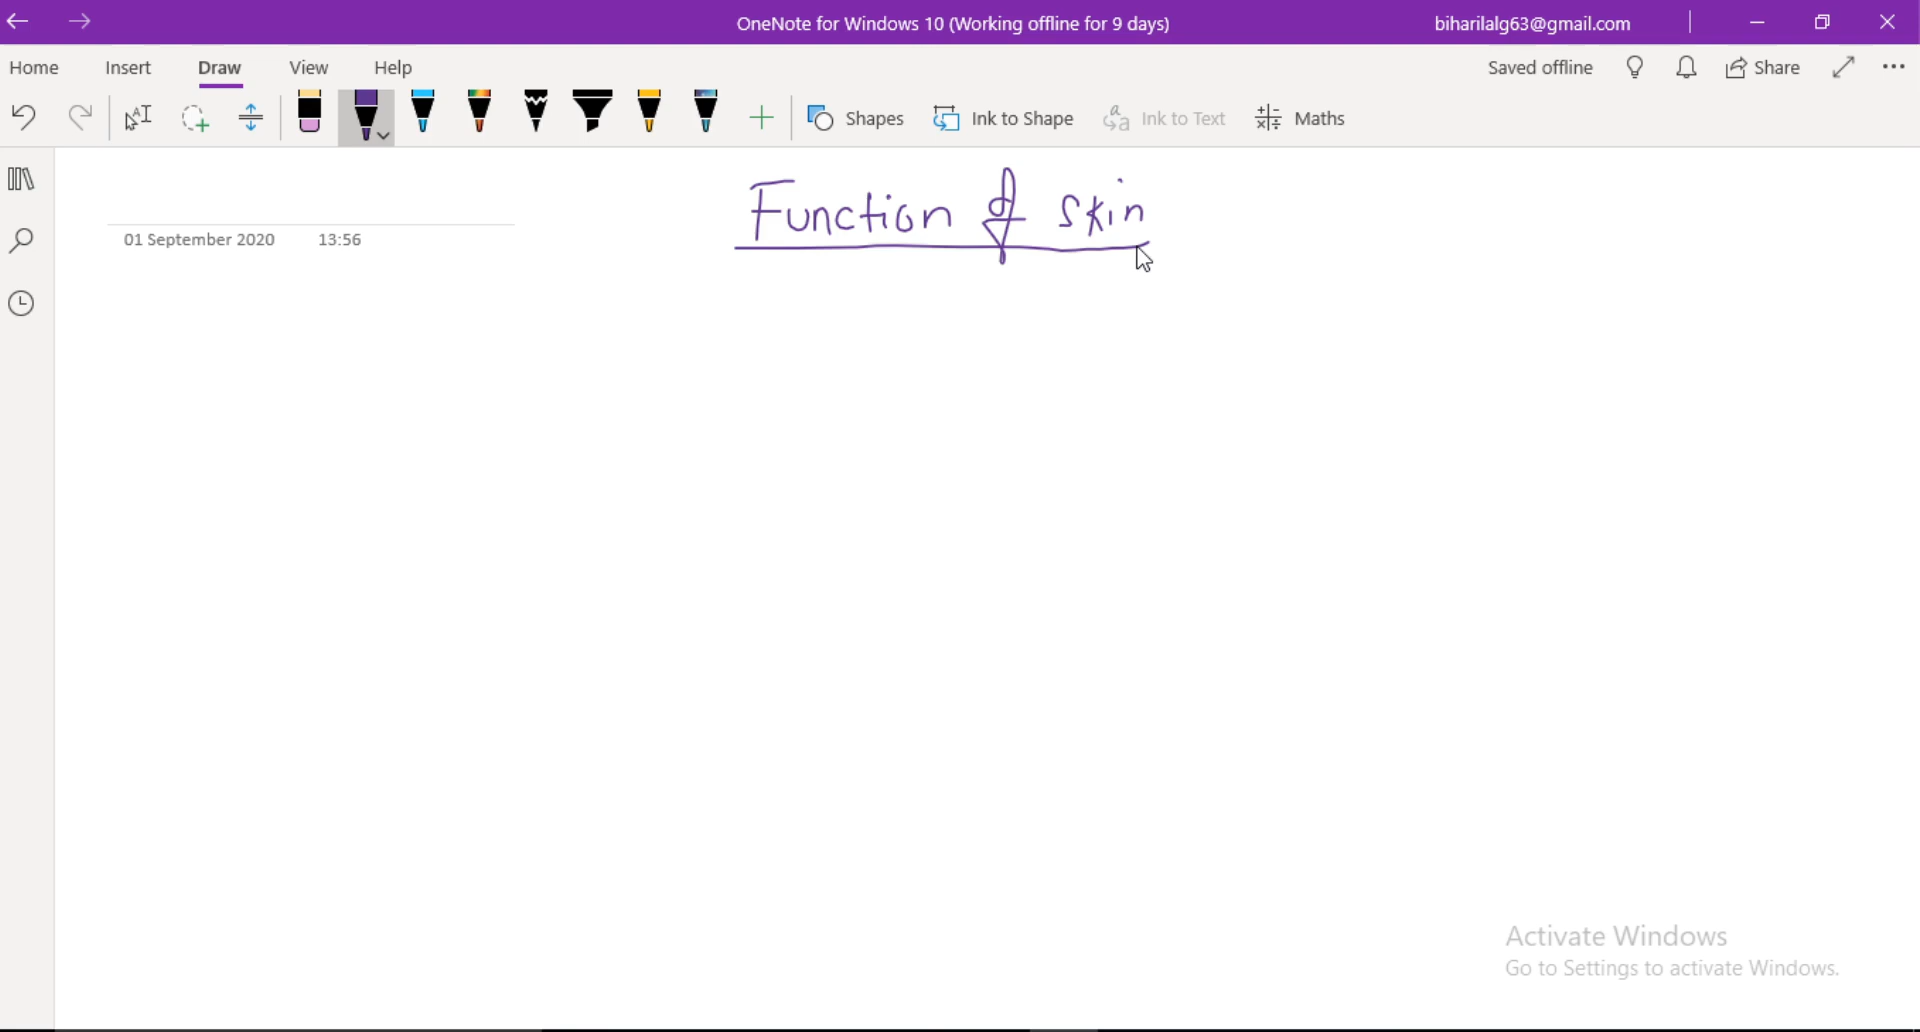 OneNote for Windows 10 (Working offline for 9 days)
biharilalg63@gmail.com
Home Insert Draw View Help
Saved offline Share
Shapes Ink to Shape Ink to Text Maths
Function of skin
01 September 2020 13:56
Activate Windows
Go to Settings to activate Windows.